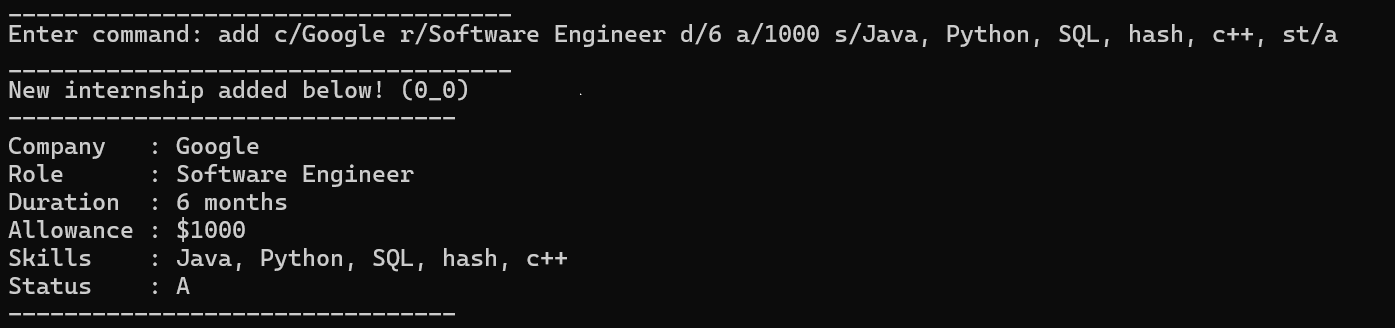 ____________________________________
Enter command: add c/Google r/Software Engineer d/6 a/1000 s/Java, Python, SQL, hash, c++, st/a
____________________________________
New internship added below! (0_0)
--------------------------------
Company   : Google
Role      : Software Engineer
Duration  : 6 months
Allowance : $1000
Skills    : Java, Python, SQL, hash, c++
Status    : A
--------------------------------